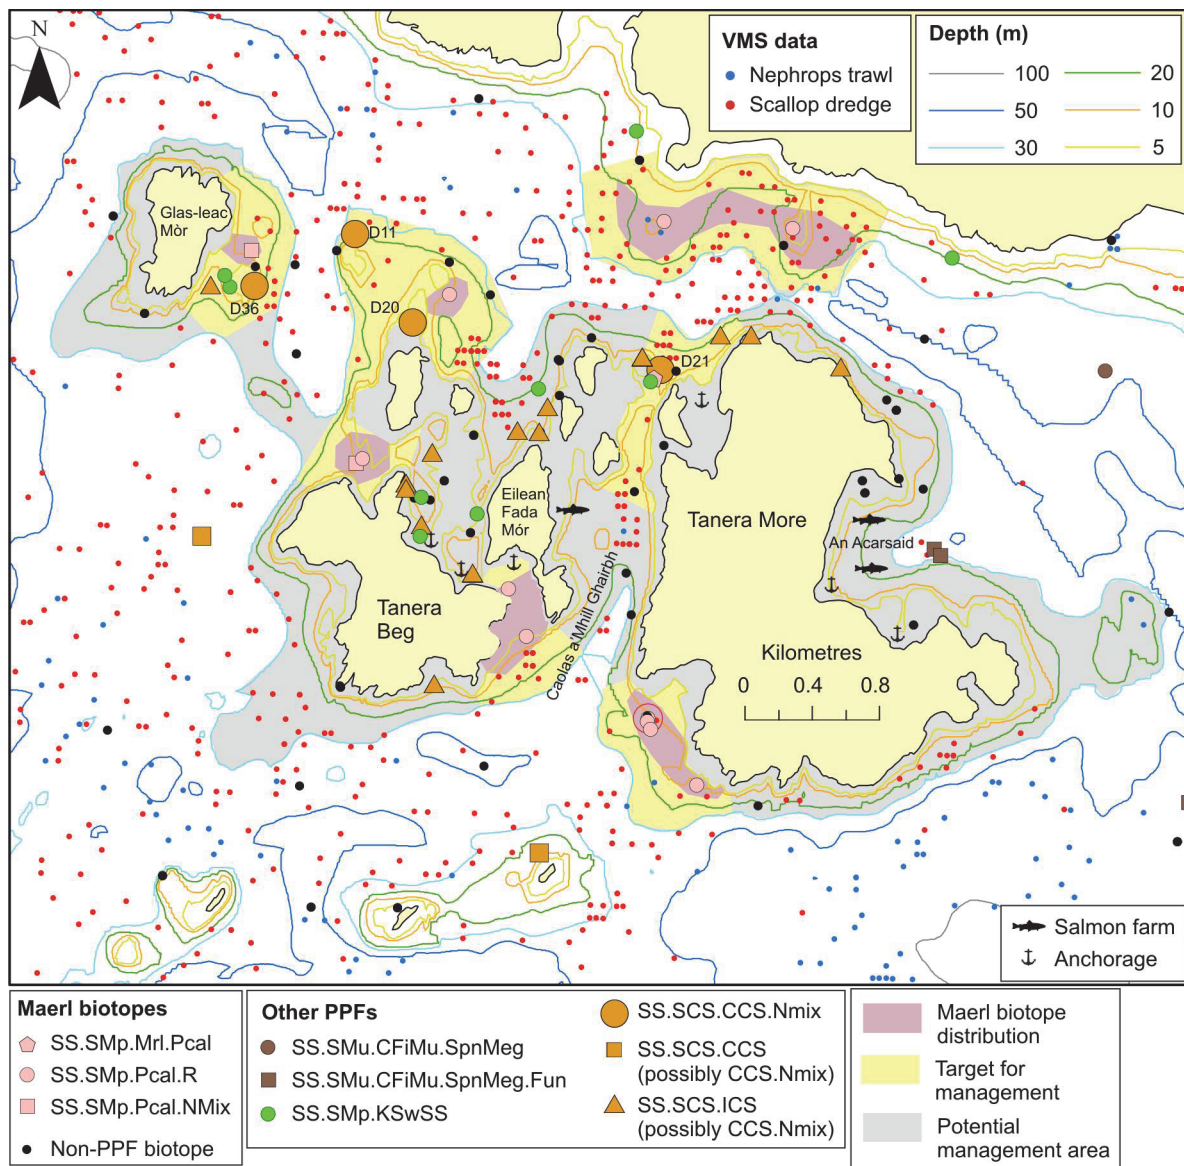 N
VMS data
Nephrops trawl
Scallop dredge
Depth (m)
100
20
50
10
30
5
Glas-leac
Mòr
D11
D36
D20
D21
Eilean
Fada
Mór
Tanera More
An Acarsaid
Tanera
Beg
Caolas a'Mhill Ghairbh
Kilometres
0 0.4 0.8
Salmon farm
Anchorage
Maerl biotopes
SS.SMp.Mrl.Pcal
SS.SMp.Pcal.R
SS.SMp.Pcal.NMix
Non-PPF biotope
Other PPFs
SS.SMu.CFiMu.SpnMeg
SS.SMu.CFiMu.SpnMeg.Fun
SS.SMp.KSwSS
SS.SCS.CCS.Nmix
SS.SCS.CCS
(possibly CCS.Nmix)
SS.SCS.ICS
(possibly CCS.Nmix)
Maerl biotope
distribution
Target for
management
Potential
management area